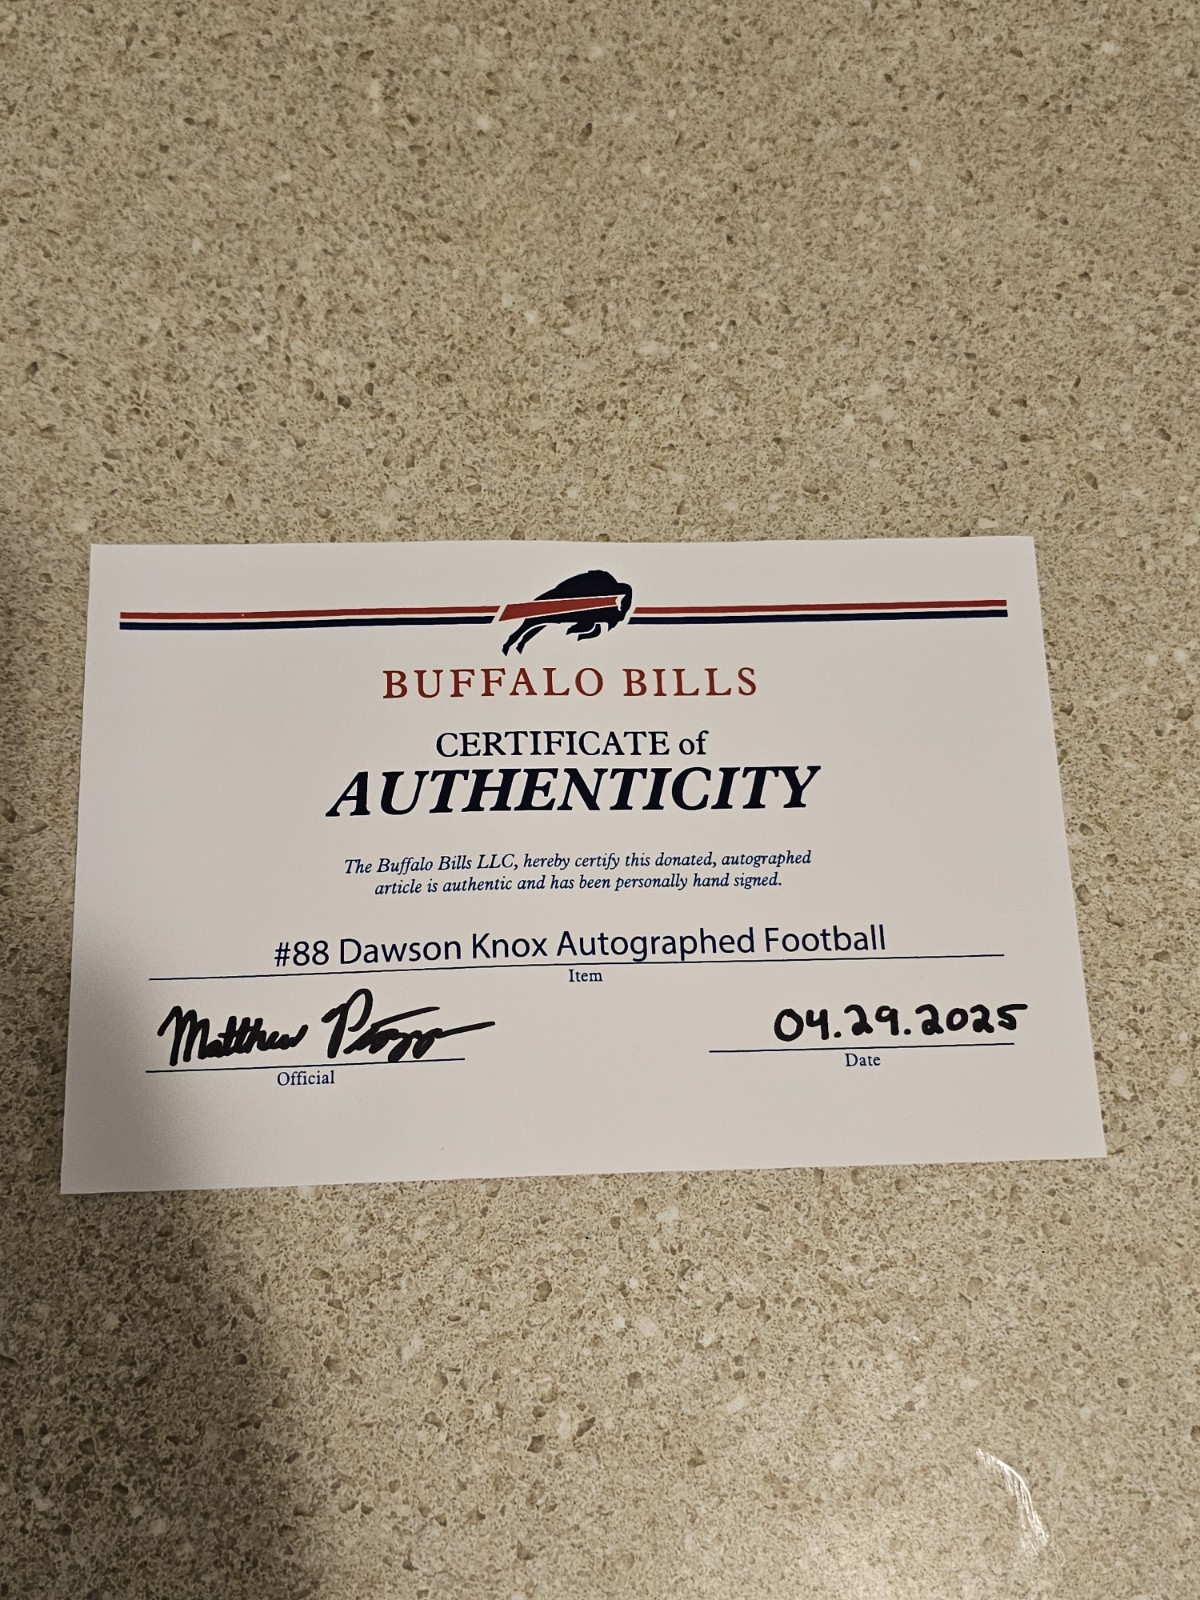 BUFFALO BILLS
CERTIFICATE of
AUTHENTICITY
The Buffalo Bills LLC, hereby certify this donated, autographed
article is authentic and has been personally hand signed.
#88 Dawson Knox Autographed Football
Item
Matthew
04.29.2025
Official
Date